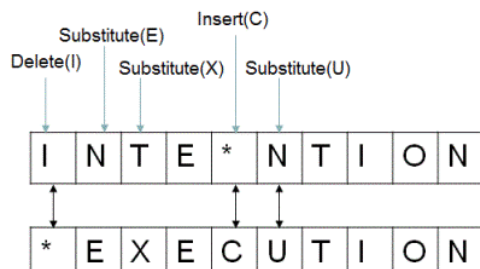 Insert(C)
Substitute(E)
Delete(I)
Substitute(X)
Substitute(U)
I N T E * N T I O N
* E X E C U T I O N